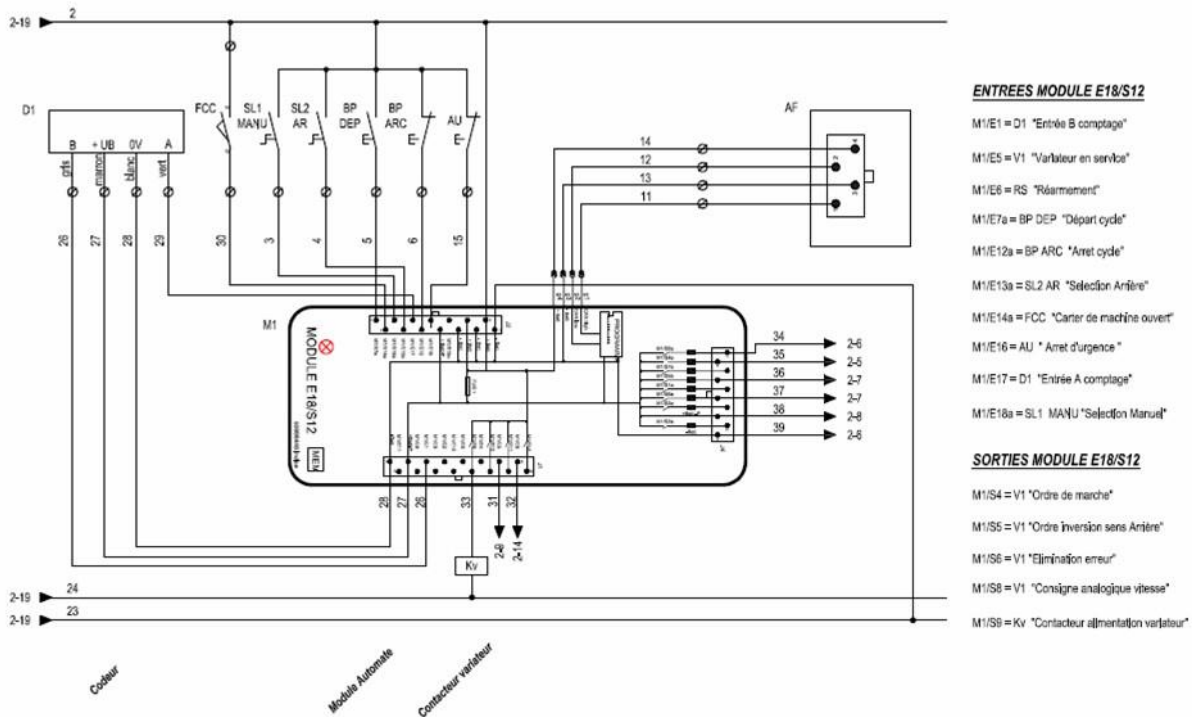 2-19 2
D1
B + UB 0V A
gris marron blanc vert
FCC
SL1 MANU
SL2 AR
BP DEP
BP ARC
AU
26 27 28 29 30 3 4 5 6 15
AF
14
12
13
11
M1
MODULE E18/S12
MEM
34 2-6
35 2-5
36 2-7
37 2-7
38 2-8
39 2-6
28 27 26 33 31 32
2-9 2-14
Kv
2-19 24
2-19 23
Codeur
Module Automate
Contacteur variateur
ENTREES MODULE E18/S12
M1/E1 = D1 "Entrée B comptage"
M1/E5 = V1 "Variateur en service"
M1/E6 = RS "Réarmement"
M1/E7a = BP DEP "Départ cycle"
M1/E12a = BP ARC "Arret cycle"
M1/E13a = SL2 AR "Selection Arrière"
M1/E14a = FCC "Carter de machine ouvert"
M1/E16 = AU " Arret d'urgence"
M1/E17 = D1 "Entrée A comptage"
M1/E18a = SL1 MANU "Selection Manuel"
SORTIES MODULE E18/S12
M1/S4 = V1 "Ordre de marche"
M1/S5 = V1 "Ordre inversion sens Arrière"
M1/S6 = V1 "Elimination erreur"
M1/S8 = V1 "Consigne analogique vitesse"
M1/S9 = Kv "Contacteur alimentation variateur"